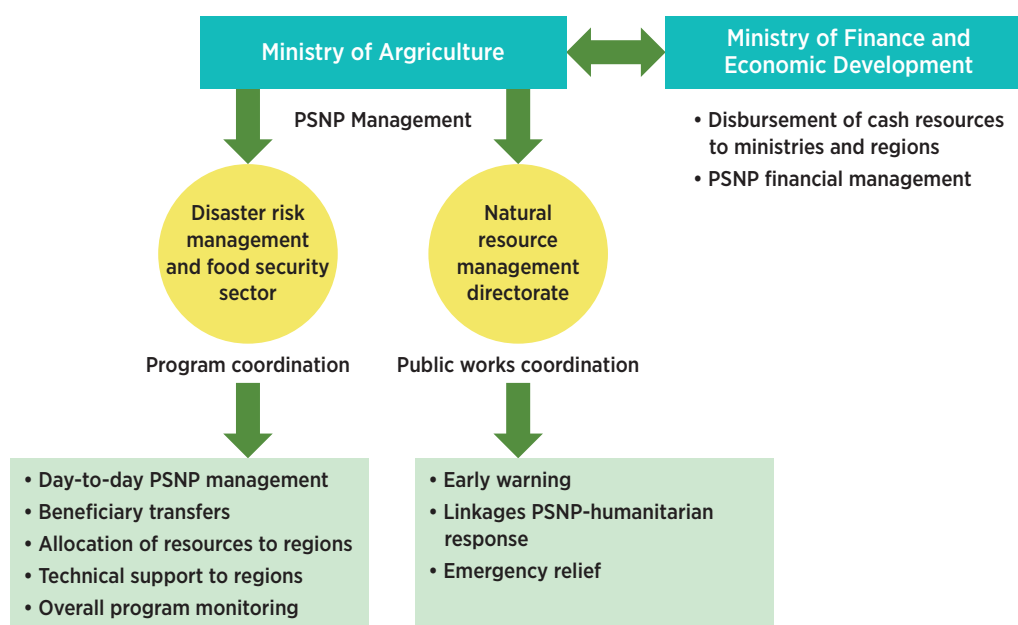 Ministry of Argriculture
Ministry of Finance and
Economic Development
PSNP Management
• Disbursement of cash resources
to ministries and regions
• PSNP financial management
Disaster risk
management
and food security
sector
Natural
resource
management
directorate
Program coordination
Public works coordination
• Day-to-day PSNP management
• Beneficiary transfers
• Allocation of resources to regions
• Technical support to regions
• Overall program monitoring
• Early warning
• Linkages PSNP-humanitarian
response
• Emergency relief